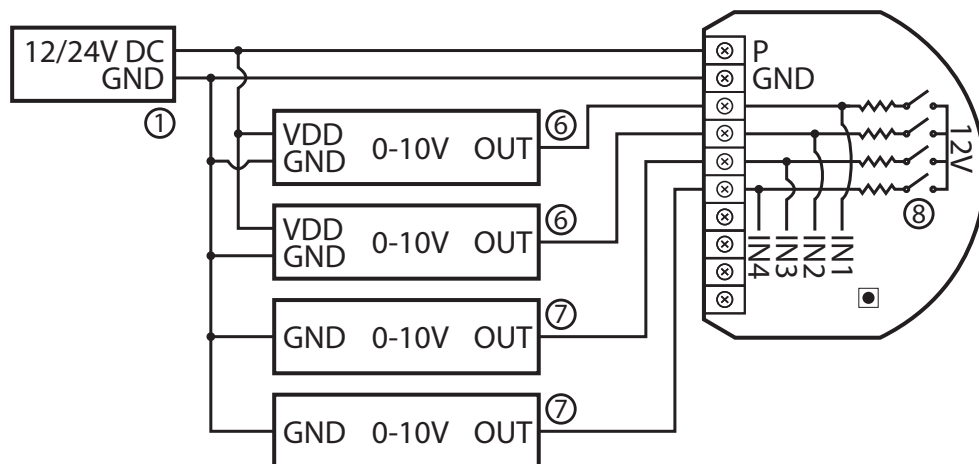 12/24V DC
GND
①
VDD
GND
0-10V
OUT
⑥
VDD
GND
0-10V
OUT
⑥
GND
0-10V
OUT
⑦
GND
0-10V
OUT
⑦
P
GND
12V
⑧
IN4
IN3
IN2
IN1